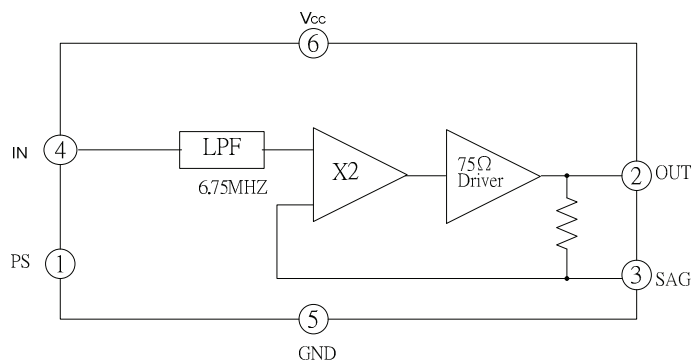 Vcc
6
IN
4
LPF
6.75MHZ
X2
75Ω
Driver
2
OUT
PS
1
3
SAG
5
GND